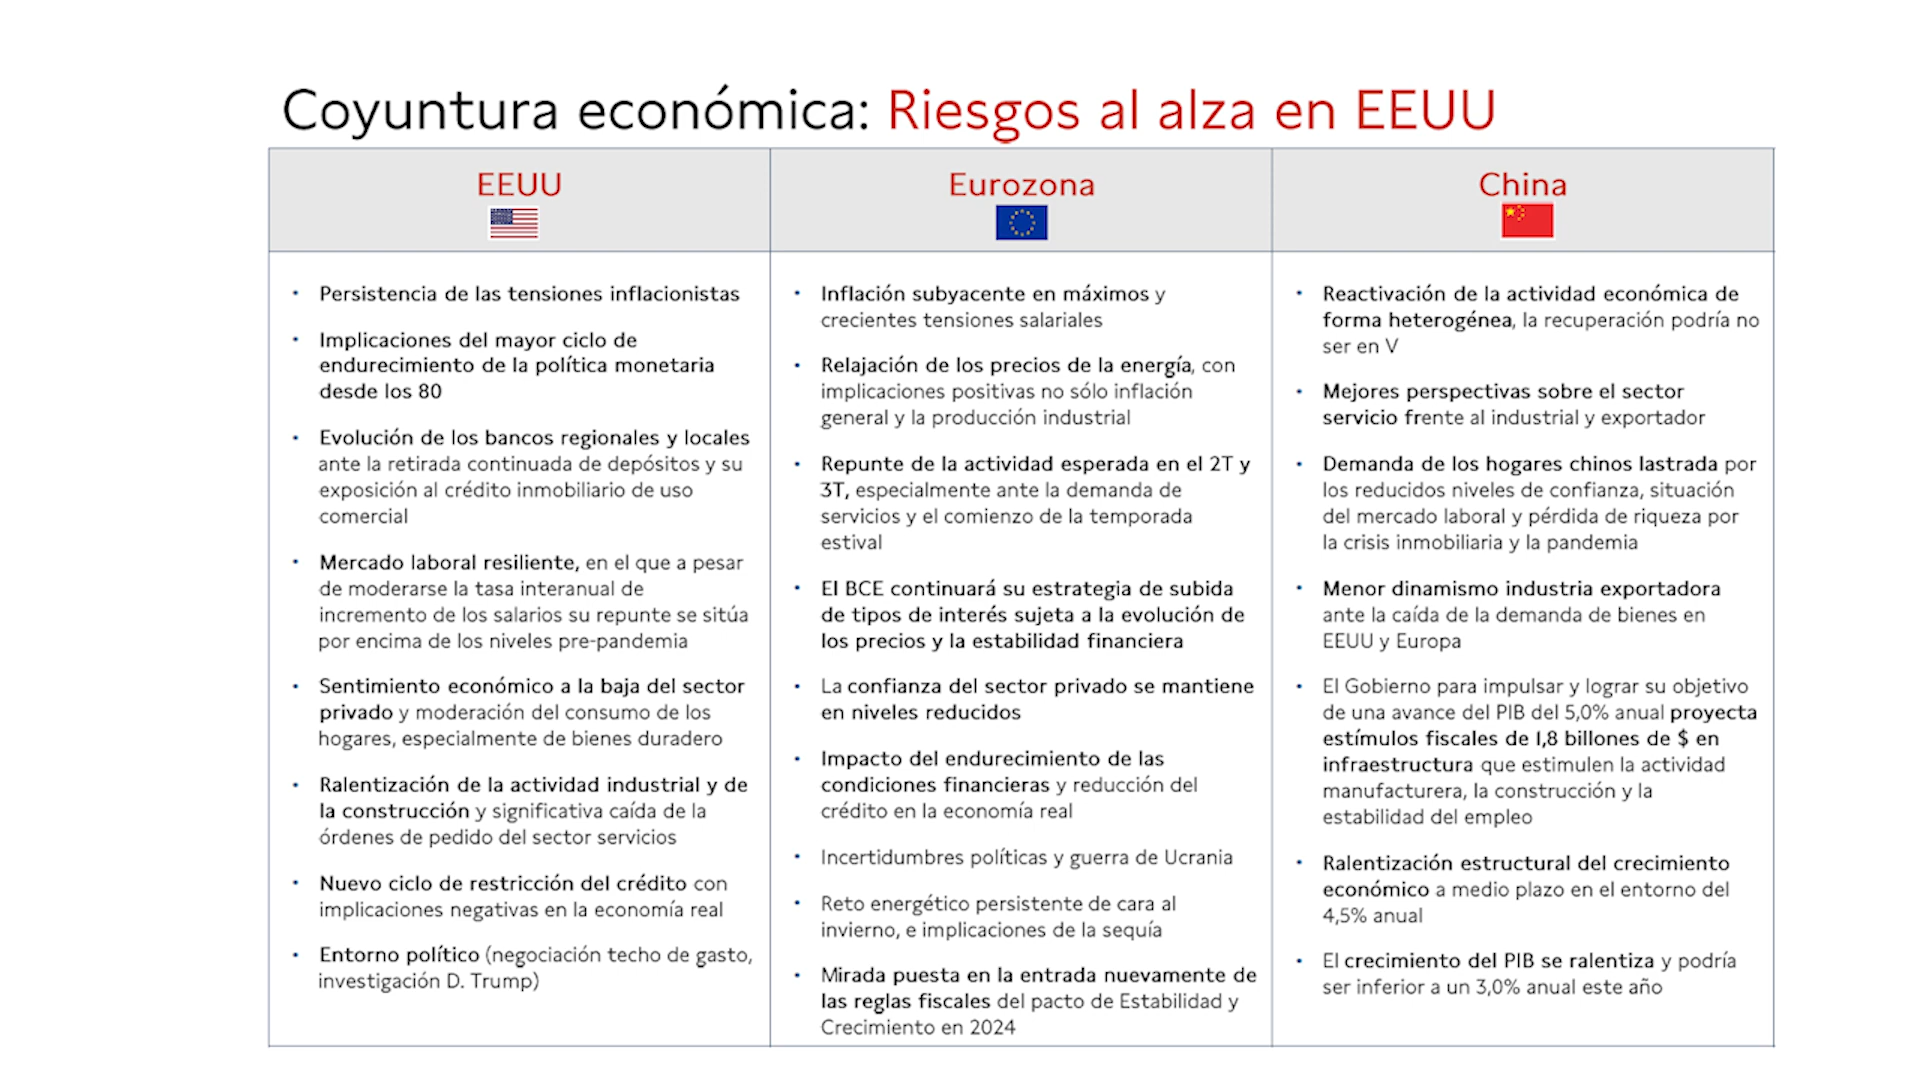 Coyuntura económica: Riesgos al alza en EEUU
EEUU
Eurozona
China
• Persistencia de las tensiones inflacionistas
• Implicaciones del mayor ciclo de
endurecimiento de la política monetaria
desde los 80
• Evolución de los bancos regionales y locales
ante la retirada continuada de depósitos y su
exposición al crédito inmobiliario de uso
comercial
• Mercado laboral resiliente, en el que a pesar
de moderarse la tasa interanual de
incremento de los salarios su repunte se sitúa
por encima de los niveles pre-pandemia
• Sentimiento económico a la baja del sector
privado y moderación del consumo de los
hogares, especialmente de bienes duradero
• Ralentización de la actividad industrial y de
la construcción y significativa caída de la
órdenes de pedido del sector servicios
• Nuevo ciclo de restricción del crédito con
implicaciones negativas en la economía real
• Entorno político (negociación techo de gasto,
investigación D. Trump)
• Inflación subyacente en máximos y
crecientes tensiones salariales
• Relajación de los precios de la energía, con
implicaciones positivas no sólo inflación
general y la producción industrial
• Repunte de la actividad esperada en el 2T y
3T, especialmente ante la demanda de
servicios y el comienzo de la temporada
estival
• El BCE continuará su estrategia de subida
de tipos de interés sujeta a la evolución de
los precios y la estabilidad financiera
• La confianza del sector privado se mantiene
en niveles reducidos
• Impacto del endurecimiento de las
condiciones financieras y reducción del
crédito en la economía real
• Incertidumbres políticas y guerra de Ucrania
• Reto energético persistente de cara al
invierno, e implicaciones de la sequía
• Mirada puesta en la entrada nuevamente de
las reglas fiscales del pacto de Estabilidad y
Crecimiento en 2024
• Reactivación de la actividad económica de
forma heterogénea, la recuperación podría no
ser en V
• Mejores perspectivas sobre el sector
servicio frente al industrial y exportador
• Demanda de los hogares chinos lastrada por
los reducidos niveles de confianza, situación
del mercado laboral y pérdida de riqueza por
la crisis inmobiliaria y la pandemia
• Menor dinamismo industria exportadora
ante la caída de la demanda de bienes en
EEUU y Europa
• El Gobierno para impulsar y lograr su objetivo
de una avance del PIB del 5,0% anual proyecta
estímulos fiscales de 1,8 billones de $ en
infraestructura que estimulen la actividad
manufacturera, la construcción y la
estabilidad del empleo
• Ralentización estructural del crecimiento
económico a medio plazo en el entorno del
4,5% anual
• El crecimiento del PIB se ralentiza y podría
ser inferior a un 3,0% anual este año